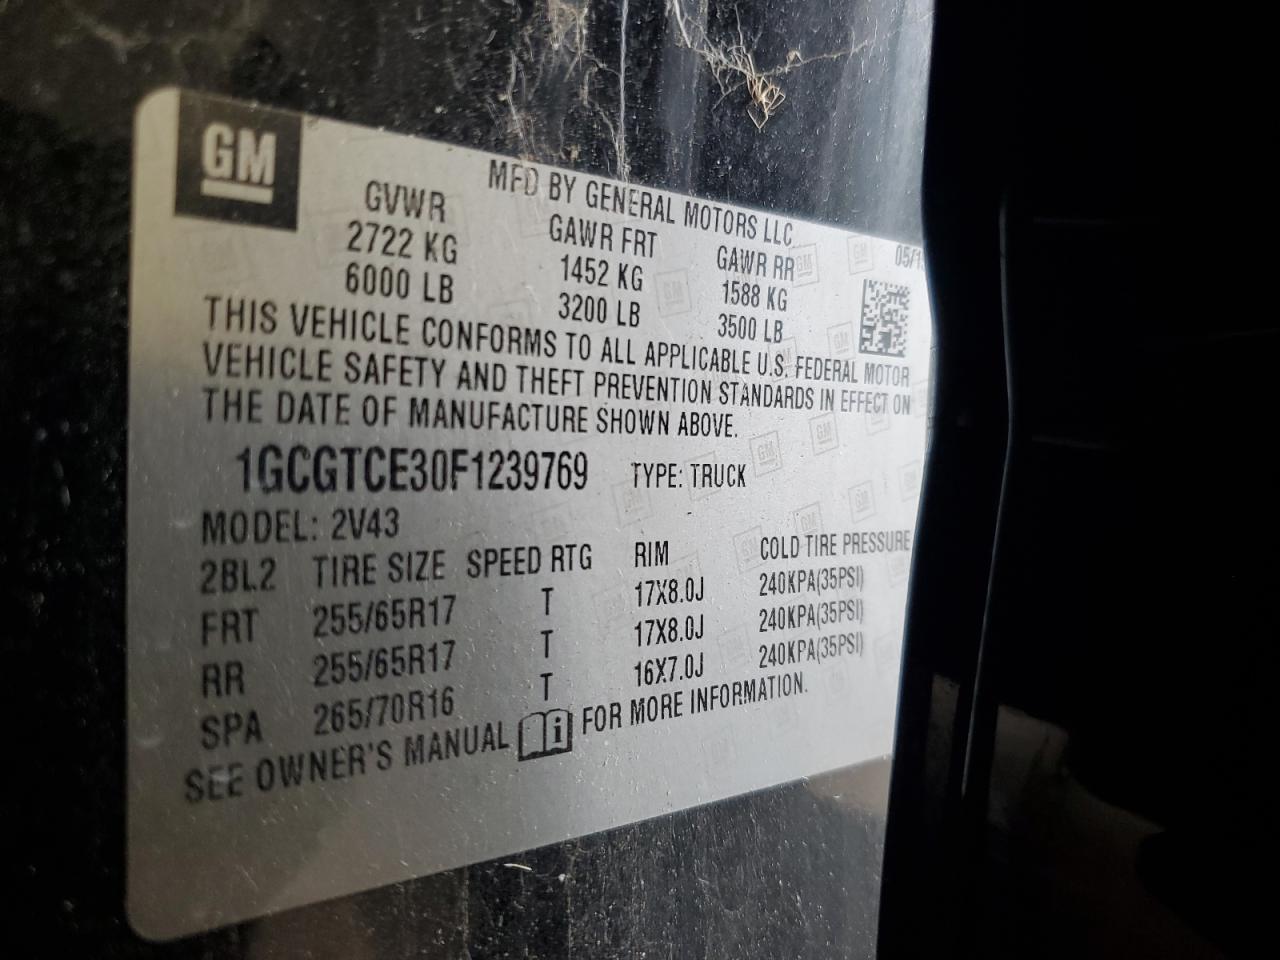 GM
MFD BY GENERAL MOTORS LLC
GVWR GAWR FRT GAWR RR
2722 KG 1452 KG 1588 KG
6000 LB 3200 LB 3500 LB
THIS VEHICLE CONFORMS TO ALL APPLICABLE U.S. FEDERAL MOTOR
VEHICLE SAFETY AND THEFT PREVENTION STANDARDS IN EFFECT ON
THE DATE OF MANUFACTURE SHOWN ABOVE.
1GCGTCE30F1239769 TYPE: TRUCK
MODEL: 2V43
2BL2 TIRE SIZE SPEED RTG RIM COLD TIRE PRESSURE
FRT 255/65R17 T 17X8.0J 240KPA(35PSI)
RR 255/65R17 T 17X8.0J 240KPA(35PSI)
SPA 265/70R16 T 16X7.0J 240KPA(35PSI)
SEE OWNER'S MANUAL i FOR MORE INFORMATION.